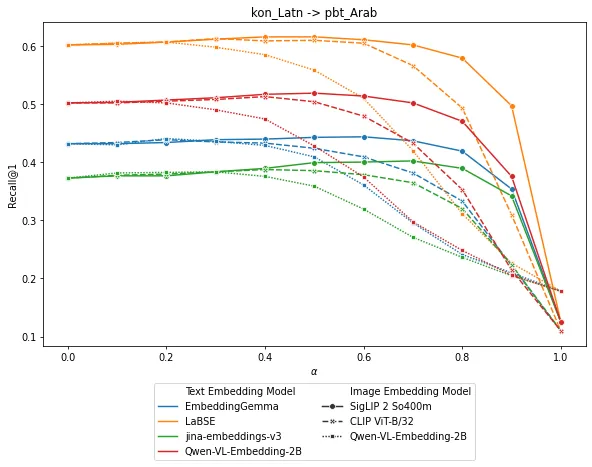 kon_Latn -> pbt_Arab
Recall@1
0.6
0.5
0.4
0.3
0.2
0.1
0.0 0.2 0.4 0.6 0.8 1.0
α
Text Embedding Model
EmbeddingGemma
LaBSE
jina-embeddings-v3
Qwen-VL-Embedding-2B
Image Embedding Model
SigLIP 2 So400m
CLIP ViT-B/32
Qwen-VL-Embedding-2B